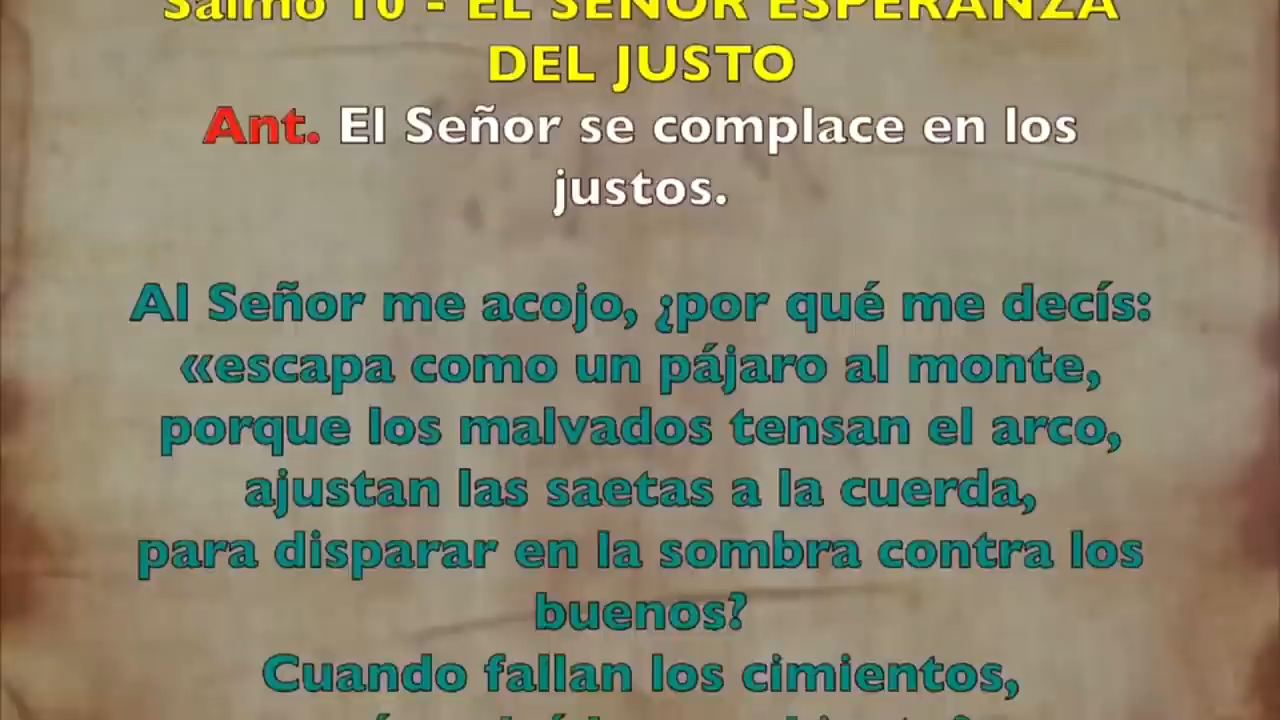 Salmo 10 - EL SEÑOR ESPERANZA
DEL JUSTO
Ant. El Señor se complace en los
justos.
Al Señor me acojo, ¿por qué me decís:
«escapa como un pájaro al monte,
porque los malvados tensan el arco,
ajustan las saetas a la cuerda,
para disparar en la sombra contra los
buenos?
Cuando fallan los cimientos,